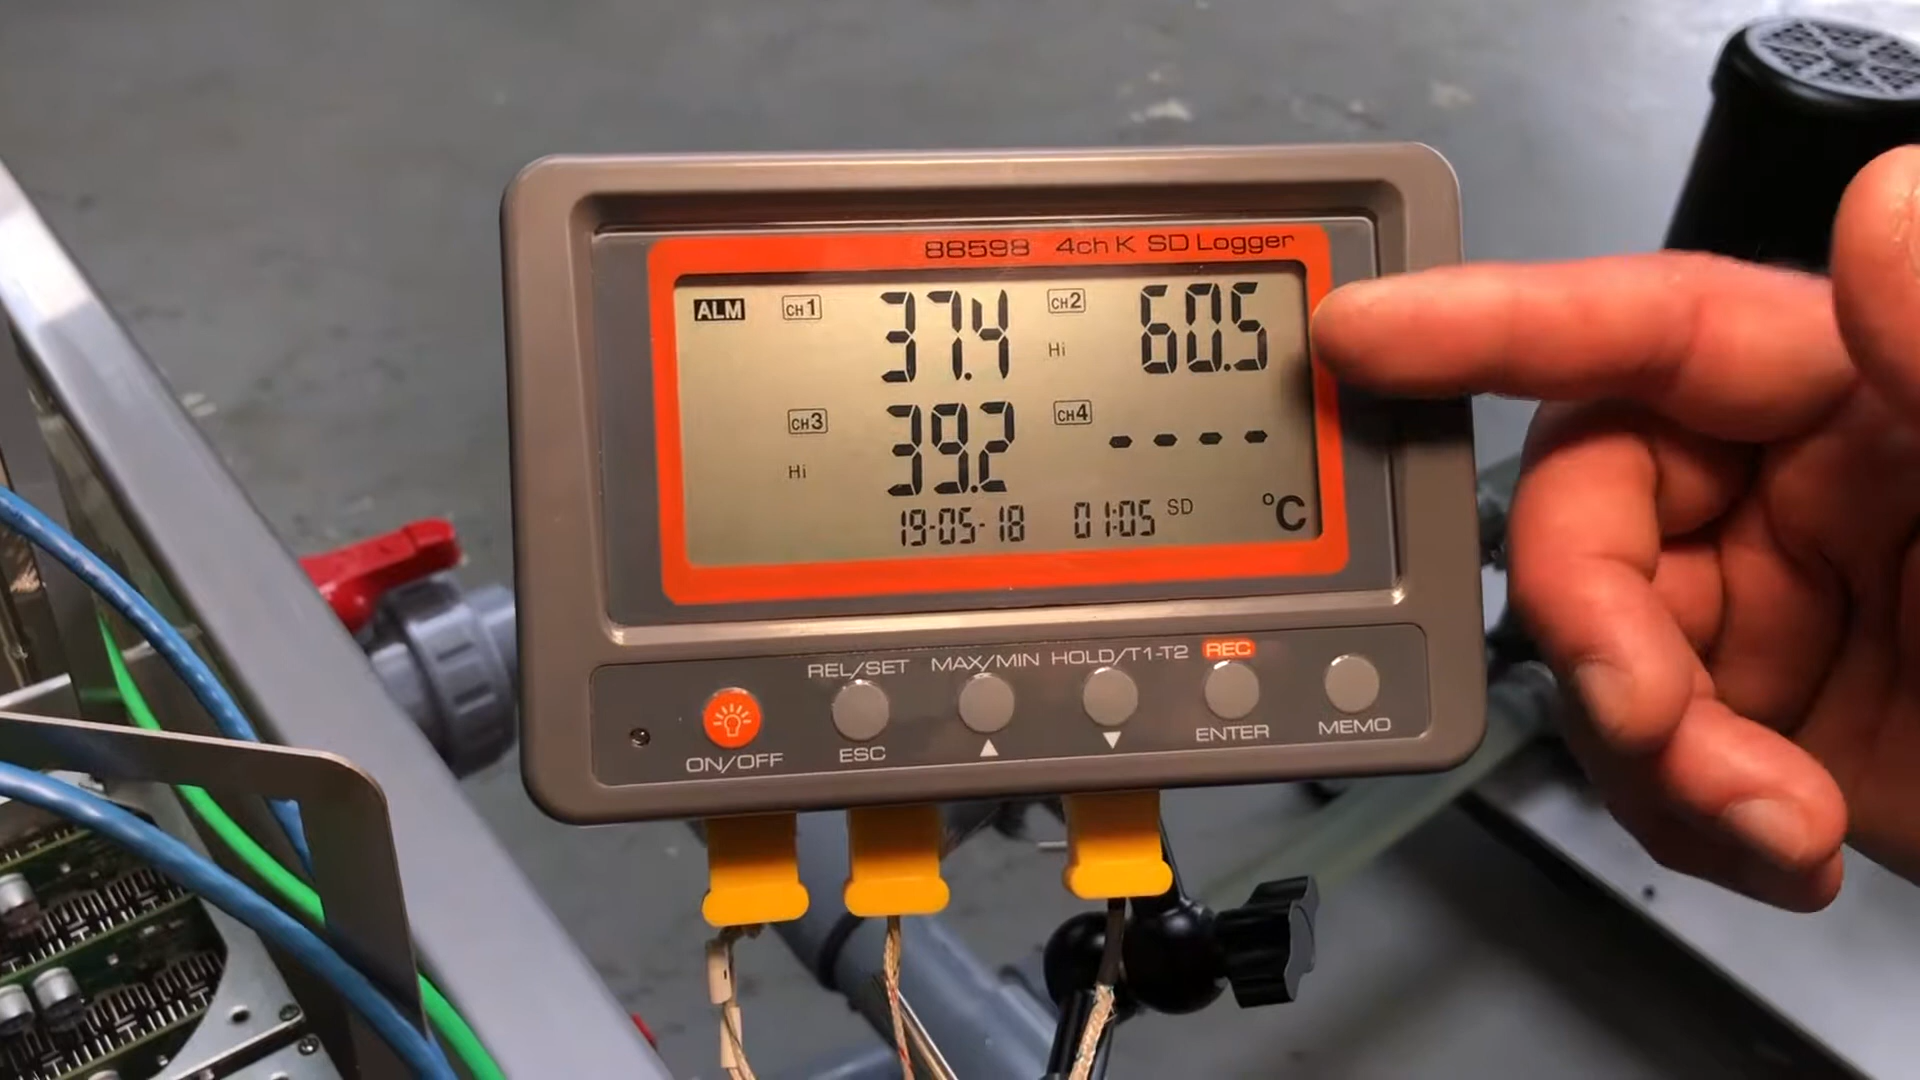 88598 4ch K SD Logger
ALM CH1 37.4 CH2 Hi 60.5
CH3 Hi 39.2 CH4 - - - -
19-05-18 01:05 SD °C
REL/SET MAX/MIN HOLD/T1-T2 REC
ON/OFF ESC ▲ ▼ ENTER MEMO